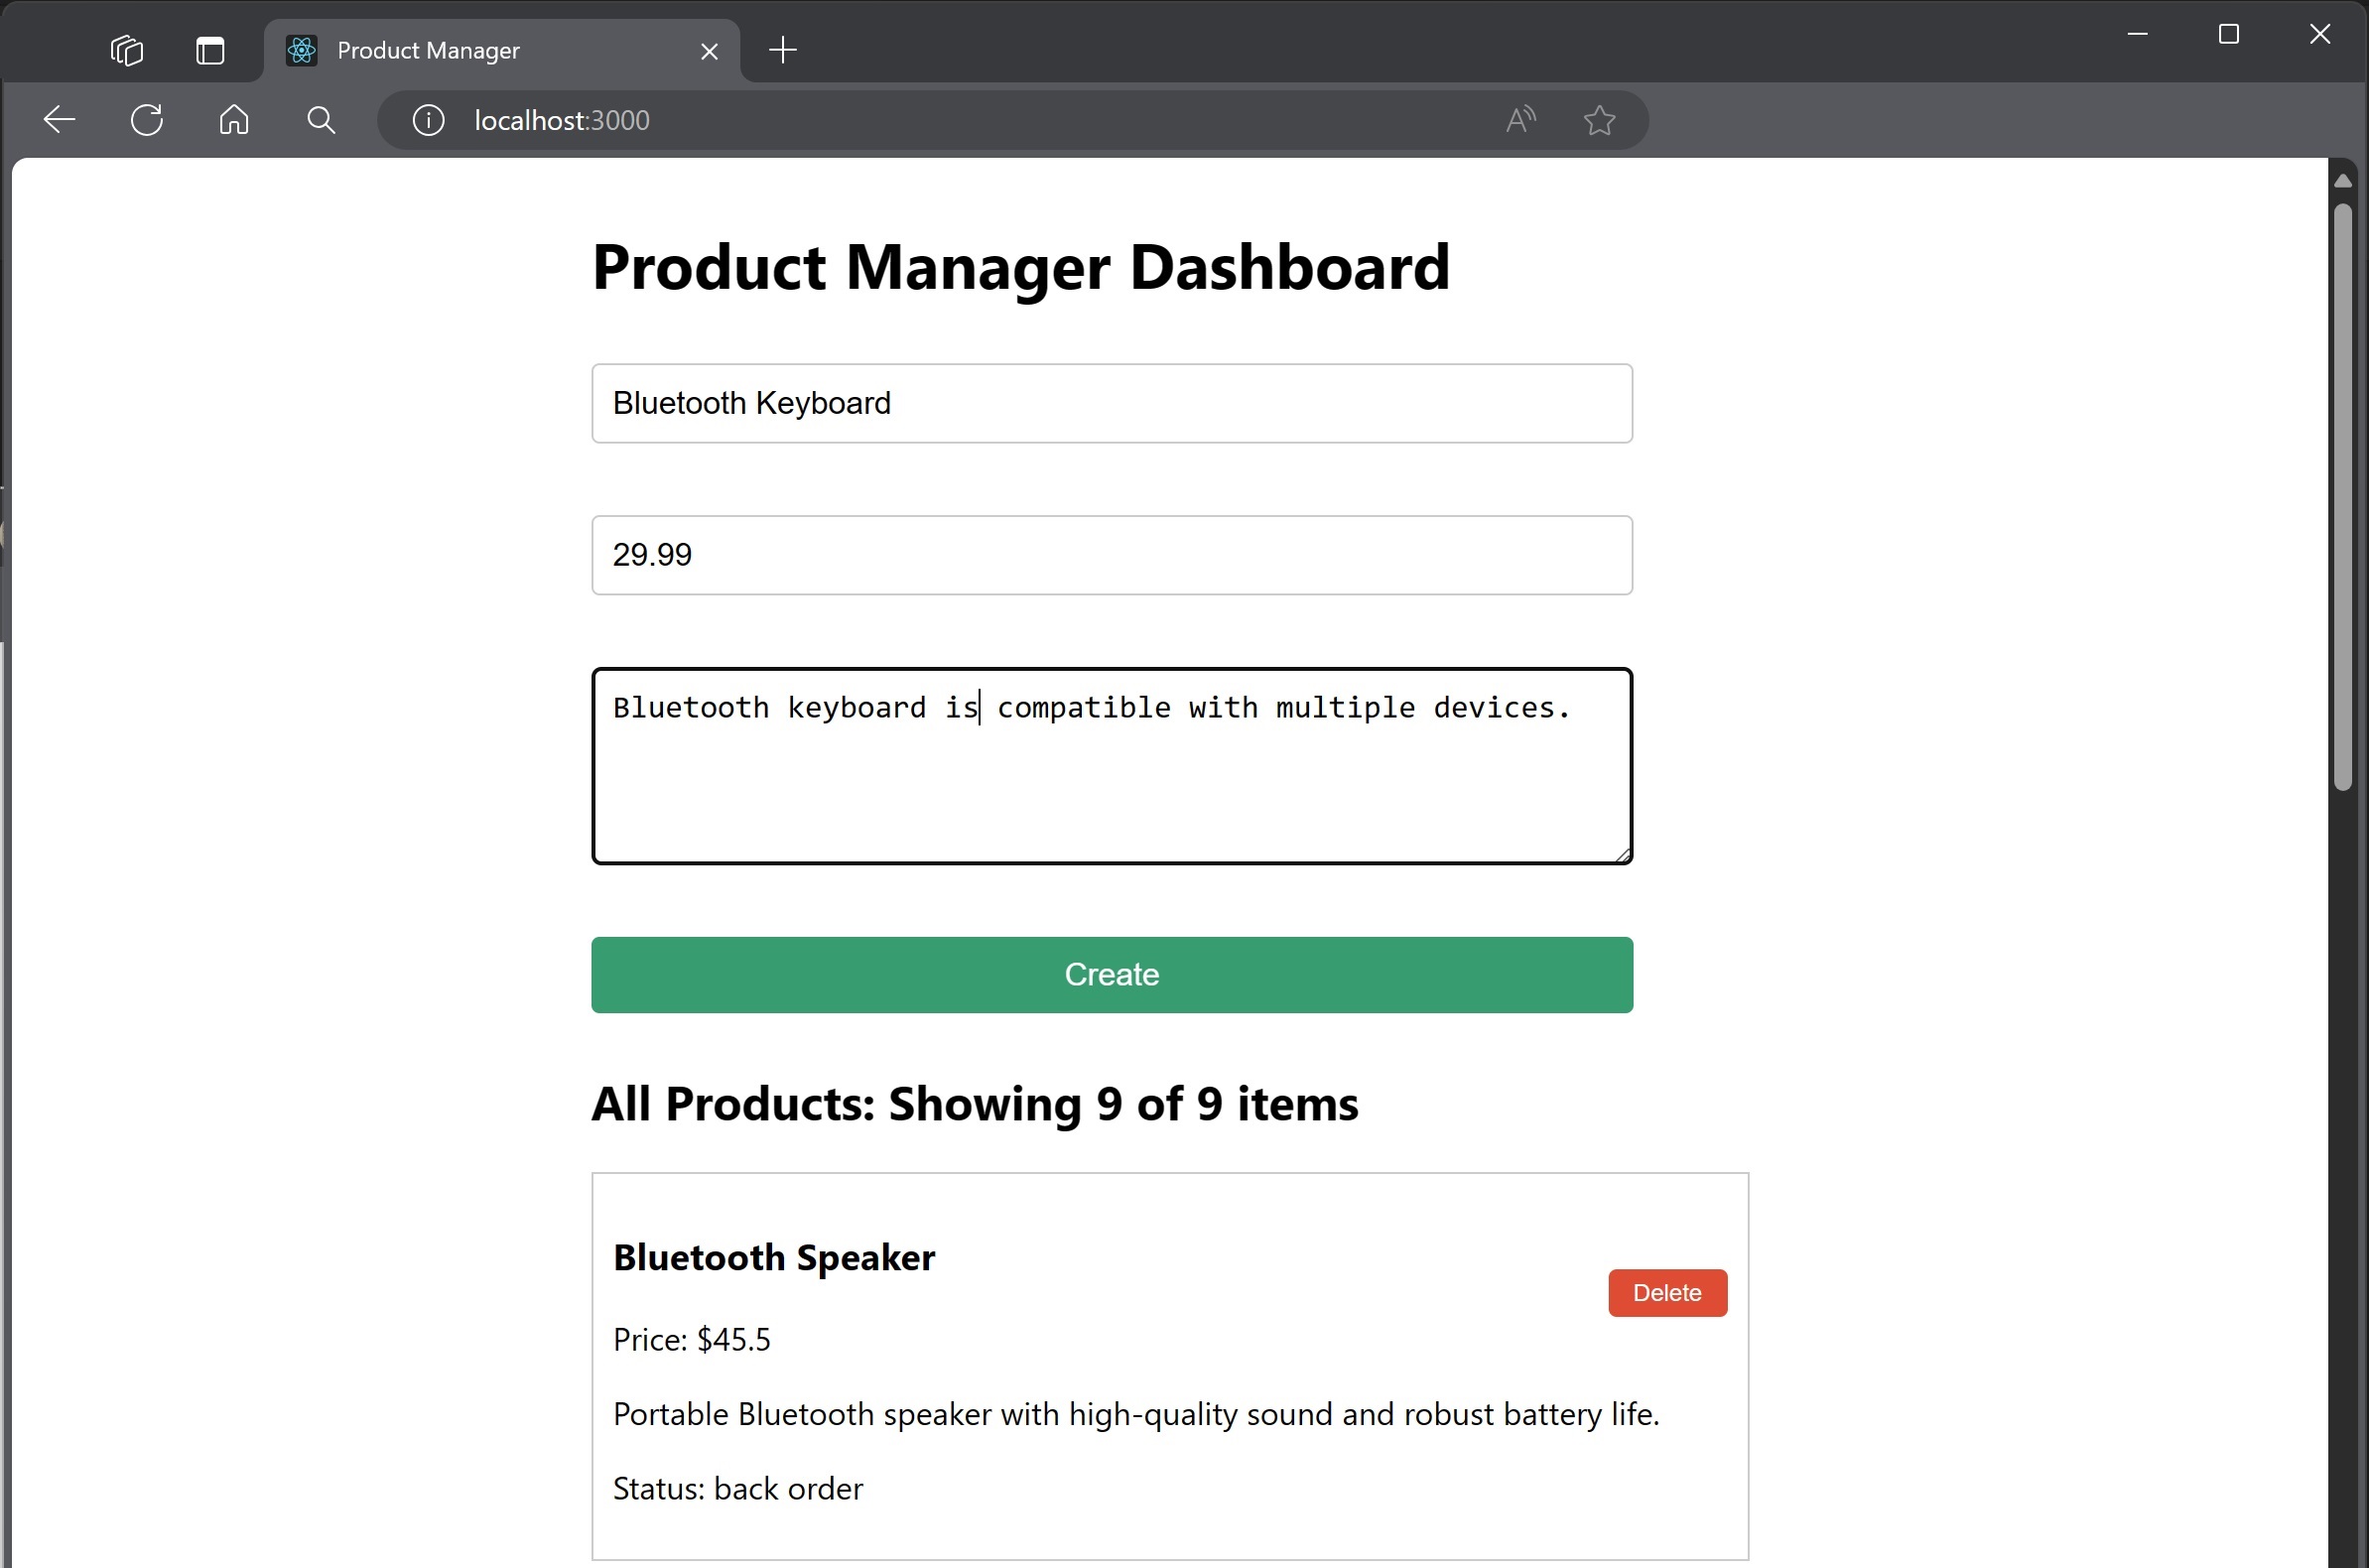 Product Manager
localhost:3000
Product Manager Dashboard
Bluetooth Keyboard
29.99
Bluetooth keyboard is compatible with multiple devices.
Create
All Products: Showing 9 of 9 items
Bluetooth Speaker
Delete
Price: $45.5
Portable Bluetooth speaker with high-quality sound and robust battery life.
Status: back order